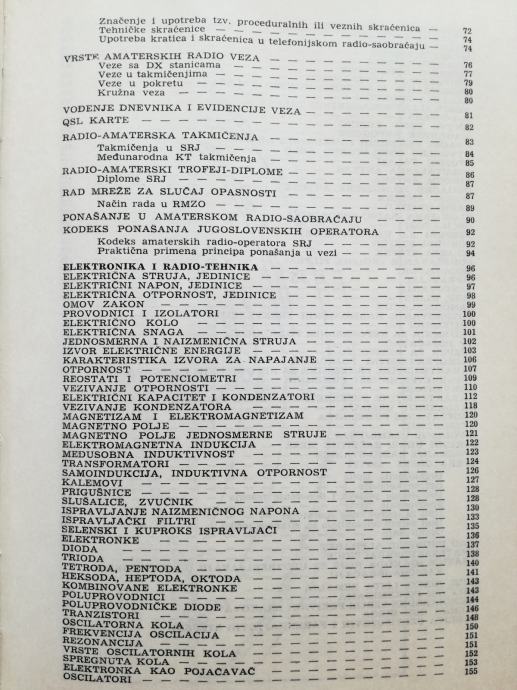 Značenje i upotreba tzv. proceduralnih ili veznih skraćenica — 72
Tehničke skraćenice — — — — — — — — — — 74
Upotreba kratica i skraćenica u telefonijskom radio-saobraćaju — 74
VRSTE AMATERSKIH RADIO VEZA — — — — — — — — 76
Veze sa DX stanicama — — — — — — — — — — 77
Veze u takmičenjima — — — — — — — — — — 79
Veze u pokretu — — — — — — — — — — 80
Kružna veza — — — — — — — — — — 80
VOĐENJE DNEVNIKA I EVIDENCIJE VEZA — — — — — — 81
QSL KARTE — — — — — — — — — — 82
RADIO-AMATERSKA TAKMIČENJA — — — — — — — — 83
Takmičenja u SRJ — — — — — — — — — — 84
Međunarodna KT takmičenja — — — — — — — — 85
RADIO-AMATERSKI TROFEJI-DIPLOME — — — — — — — 86
Diplome SRJ — — — — — — — — — — 87
RAD MREŽE ZA SLUČAJ OPASNOSTI — — — — — — — 87
Način rada u RMZO — — — — — — — — — — 89
PONAŠANJE U AMATERSKOM RADIO-SAOBRAĆAJU — — — — 90
KODEKS PONAŠANJA JUGOSLOVENSKIH OPERATORA — — — — 92
Kodeks amaterskih radio-operatora SRJ — — — — — — 92
Praktična primena principa ponašanja u vezi — — — — — 94
ELEKTRONIKA I RADIO-TEHNIKA — — — — — — — — 96
ELEKTRIČNA STRUJA, JEDINICE — — — — — — — — 96
ELEKTRIČNI NAPON, JEDINICE — — — — — — — — 97
ELEKTRIČNA OTPORNOST, JEDINICE — — — — — — — 98
OMOV ZAKON — — — — — — — — — — 99
PROVODNICI I IZOLATORI — — — — — — — — — 100
ELEKTRIČNO KOLO — — — — — — — — — — 100
ELEKTRIČNA SNAGA — — — — — — — — — — 101
JEDNOSMERNA I NAIZMENIČNA STRUJA — — — — — — 102
IZVOR ELEKTRIČNE ENERGIJE — — — — — — — — 103
KARAKTERISTIKA IZVORA ZA NAPAJANJE — — — — — — 106
OTPORNOST — — — — — — — — — — 107
REOSTATI I POTENCIOMETRI — — — — — — — — 109
VEZIVANJE OTPORNOSTI — — — — — — — — — 110
ELEKTRIČNI KAPACITET I KONDENZATORI — — — — — — 112
VEZIVANJE KONDENZATORA — — — — — — — — 118
MAGNETIZAM I ELEKTROMAGNETIZAM — — — — — — — 120
MAGNETNO POLJE — — — — — — — — — — 120
MAGNETNO POLJE JEDNOSMERNE STRUJE — — — — — — 121
ELEKTROMAGNETNA INDUKCIJA — — — — — — — — 122
MEĐUSOBNA INDUKTIVNOST — — — — — — — — 123
TRANSFORMATORI — — — — — — — — — — 124
SAMOINDUKCIJA, INDUKTIVNA OTPORNOST — — — — — — 126
KALEMOVI — — — — — — — — — — 127
PRIGUŠNICE — — — — — — — — — — 128
SLUŠALICE, ZVUČNIK — — — — — — — — — 128
ISPRAVLJANJE NAIZMENIČNOG NAPONA — — — — — — 130
ISPRAVLJAČKI FILTRI — — — — — — — — — 133
SELENSKI I KUPROKS ISPRAVLJAČI — — — — — — — 135
ELEKTRONKE — — — — — — — — — — 136
DIODA — — — — — — — — — — 137
TRIODA — — — — — — — — — — 138
TETRODA, PENTODA — — — — — — — — — — 140
HEKSODA, HEPTODA, OKTODA — — — — — — — — 141
KOMBINOVANE ELEKTRONKE — — — — — — — — 143
POLUPROVODNICI — — — — — — — — — — 143
POLUPROVODNIČKE DIODE — — — — — — — — — 144
TRANZISTORI — — — — — — — — — — 146
OSCILATORNA KOLA — — — — — — — — — — 148
FREKVENCIJA OSCILACIJA — — — — — — — — — 150
REZONANCIJA — — — — — — — — — — 151
VRSTE OSCILATORNIH KOLA — — — — — — — — 151
SPREGNUTA KOLA — — — — — — — — — — 152
ELEKTRONKA KAO POJAČAVAČ — — — — — — — — 153
OSCILATORI — — — — — — — — — — 155